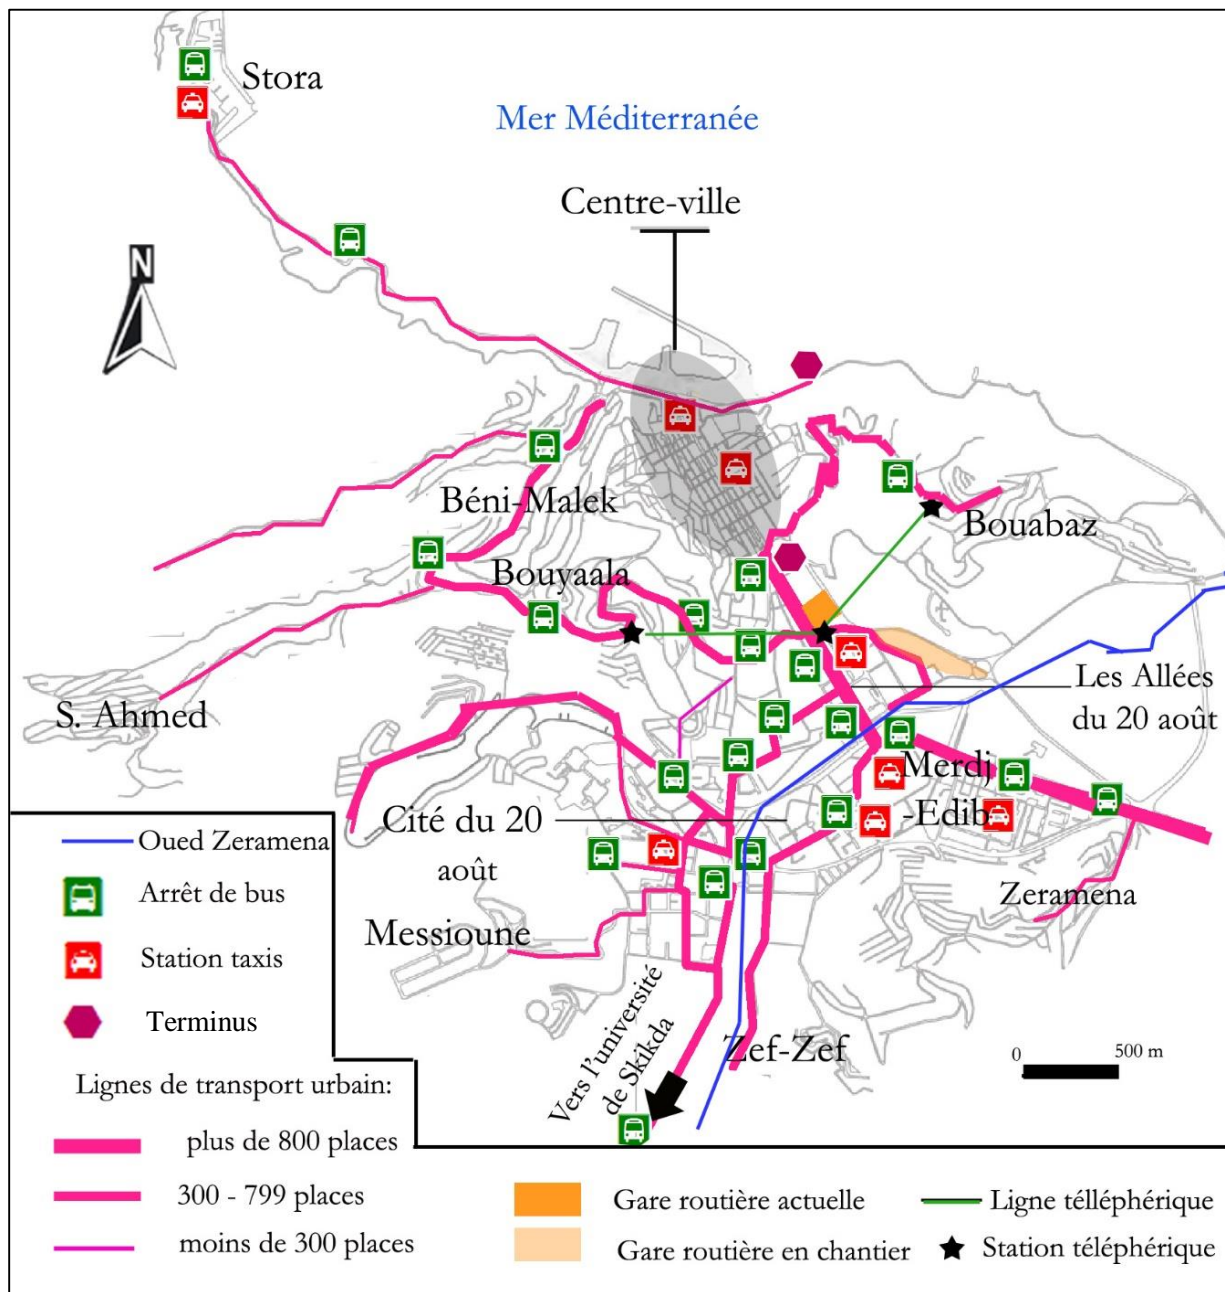 Stora
Mer Méditerranée
Centre-ville
N
Béni-Malek
Bouabaz
Bouyaala
S. Ahmed
Les Allées
du 20 août
Merdj
-Edib
Cité du 20
août
Zeramena
Messioune
Vers l'université
de Skikda
Zef-Zef
0 500 m
Oued Zeramena
Arrêt de bus
Station taxis
Terminus
Lignes de transport urbain:
plus de 800 places
300 - 799 places
moins de 300 places
Gare routière actuelle
Gare routière en chantier
Ligne télléphérique
Station téléphérique